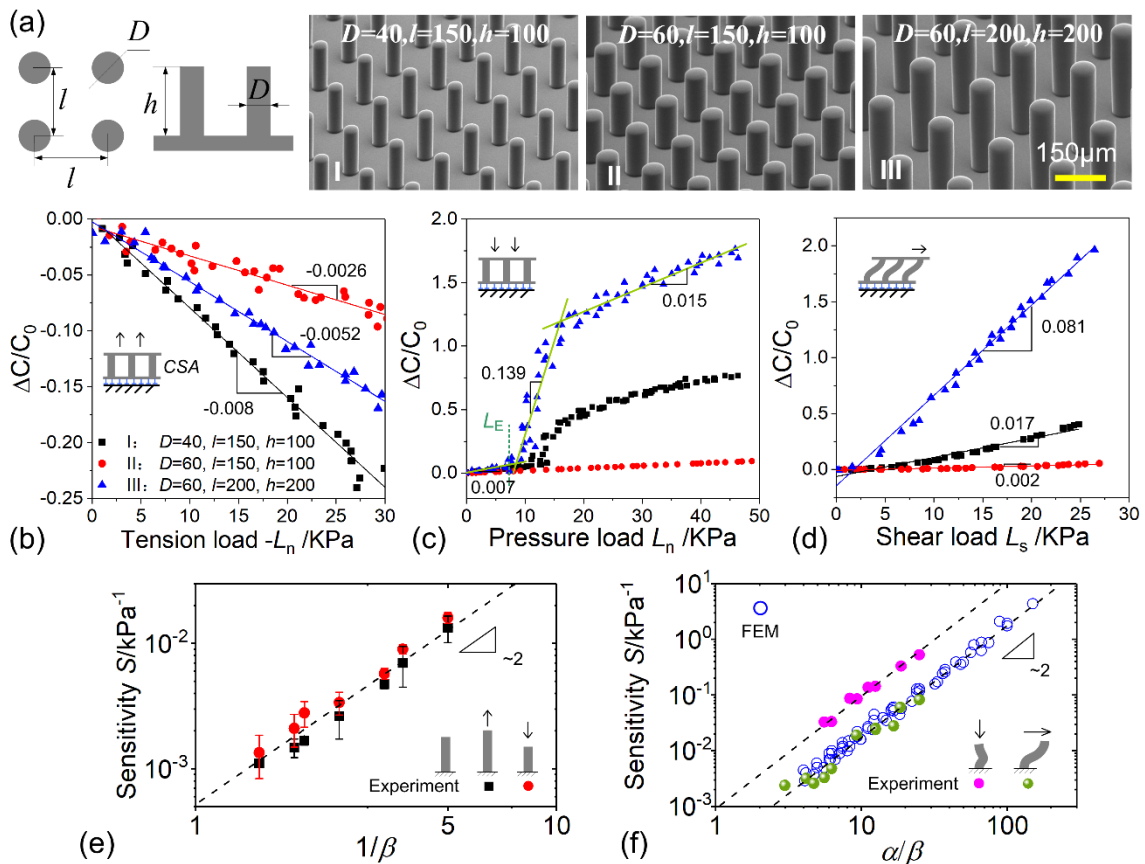 (a)
D
l
h
D
l
D=40,l=150,h=100
I
D=60,l=150,h=100
II
D=60,l=200,h=200
III
150μm
ΔC/C0
0.00
-0.05
-0.10
-0.15
-0.20
-0.25
-0.0026
-0.0052
-0.008
CSA
I: D=40, l=150, h=100
II: D=60, l=150, h=100
III: D=60, l=200, h=200
0 5 10 15 20 25 30
(b) Tension load -Ln /KPa
ΔC/C0
2.0
1.5
1.0
0.5
0.0
0.015
0.139
LE
0.007
0 10 20 30 40 50
(c) Pressure load Ln /KPa
ΔC/C0
2.0
1.5
1.0
0.5
0.0
0.081
0.017
0.002
0 5 10 15 20 25 30
(d) Shear load Ls /KPa
Sensitivity S/kPa-1
10-2
10-3
~2
Experiment
1 5 10
(e) 1/β
Sensitivity S/kPa-1
101
100
10-1
10-2
10-3
FEM
~2
Experiment
1 10 100
(f) α/β